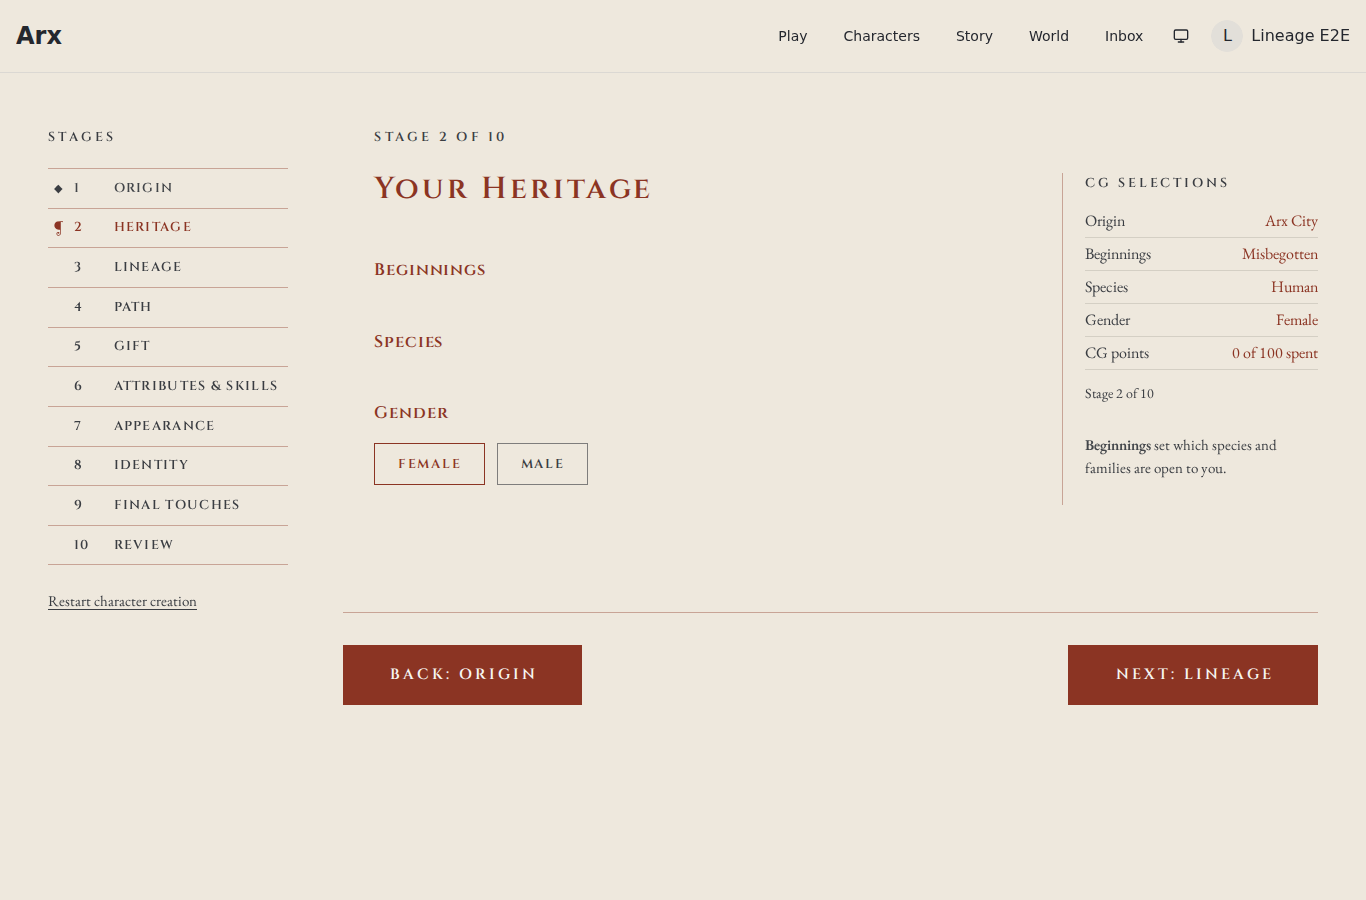 Arx
Play
Characters
Story
World
Inbox
L
Lineage E2E
STAGES
◆ 1 ORIGIN
¶ 2 HERITAGE
3 LINEAGE
4 PATH
5 GIFT
6 ATTRIBUTES & SKILLS
7 APPEARANCE
8 IDENTITY
9 FINAL TOUCHES
10 REVIEW
Restart character creation
STAGE 2 OF 10
Your Heritage
Beginnings
Species
Gender
FEMALE
MALE
CG SELECTIONS
Origin Arx City
Beginnings Misbegotten
Species Human
Gender Female
CG points 0 of 100 spent
Stage 2 of 10
Beginnings set which species and
families are open to you.
BACK: ORIGIN
NEXT: LINEAGE